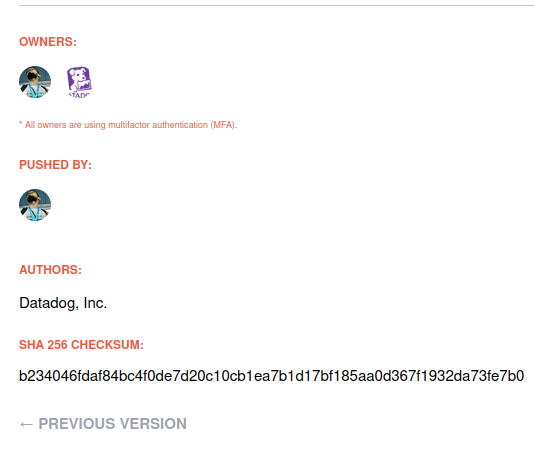 OWNERS:
* All owners are using multifactor authentication (MFA).
PUSHED BY:
AUTHORS:
Datadog, Inc.
SHA 256 CHECKSUM:
b234046fdaf84bc4f0de7d20c10cb1ea7b1d17bf185aa0d367f1932da73fe7b0
← PREVIOUS VERSION